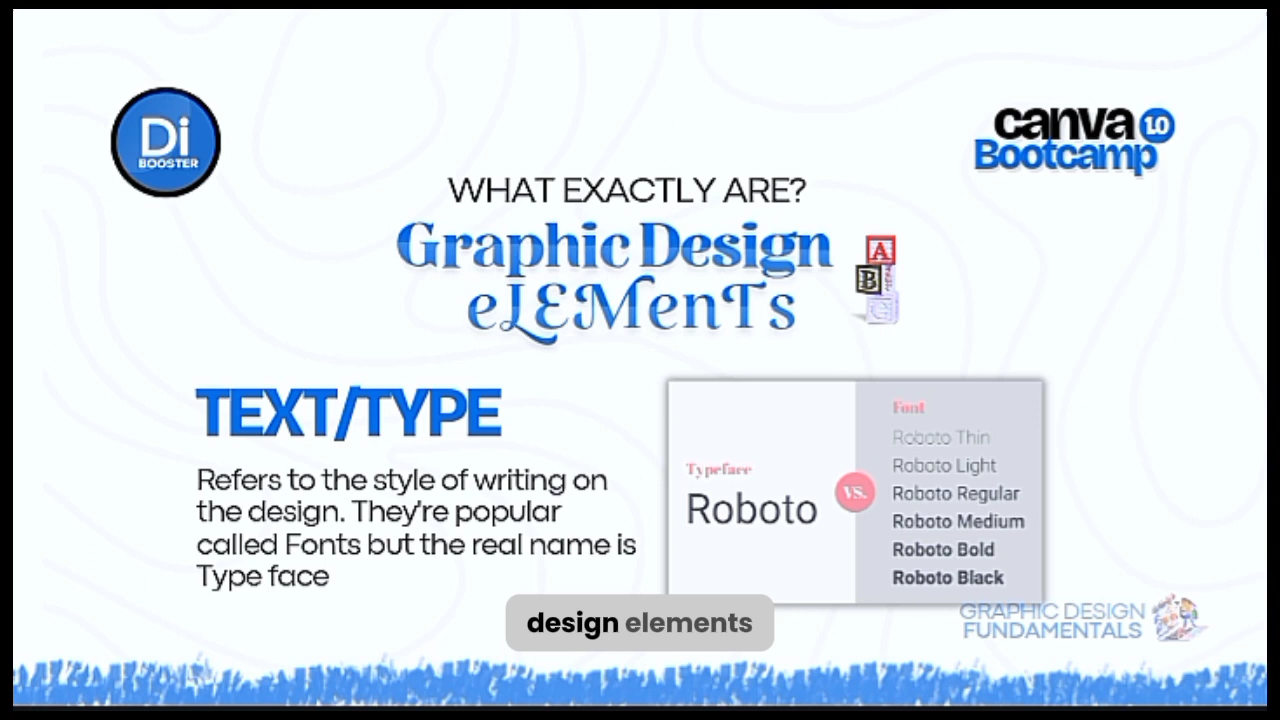 Di
BOOSTER
canva 1.0
Bootcamp
WHAT EXACTLY ARE?
Graphic Design
eLEMenTs
A
B
TEXT/TYPE
Refers to the style of writing on
the design. They're popular
called Fonts but the real name is
Type face
Typeface
Roboto
VS.
Font
Roboto Thin
Roboto Light
Roboto Regular
Roboto Medium
Roboto Bold
Roboto Black
design elements
GRAPHIC DESIGN
FUNDAMENTALS